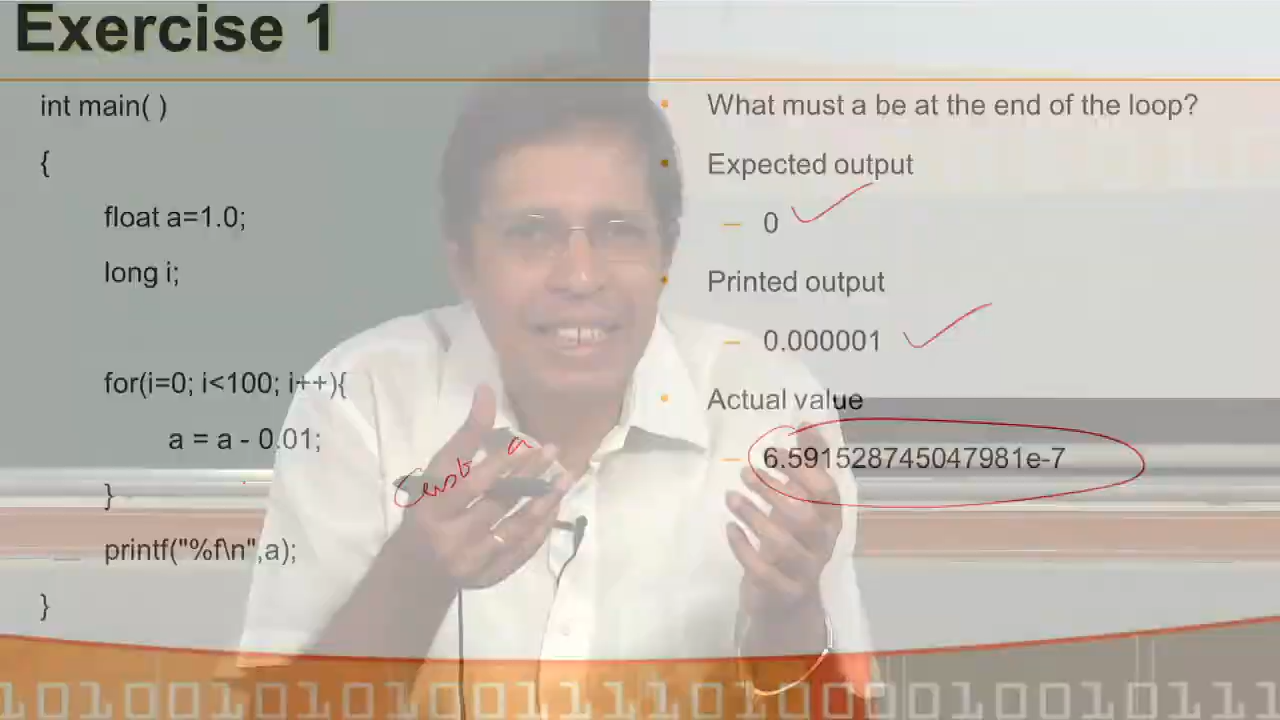 Exercise 1
int main( )
{
float a=1.0;
long i;
for(i=0; i<100; i++){
a = a - 0.01;
}
printf("%f\n",a);
}
What must a be at the end of the loop?
Expected output
– 0
Printed output
– 0.000001
Actual value
– 6.591528745047981e-7
a
101001010100100111101010000100100101111